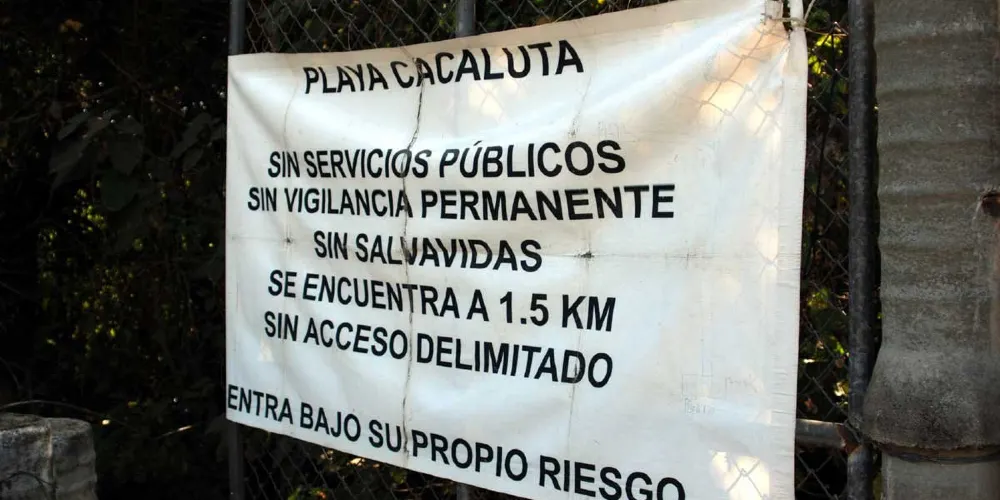 PLAYA CACALUTA
SIN SERVICIOS PÚBLICOS
SIN VIGILANCIA PERMANENTE
SIN SALVAVIDAS
SE ENCUENTRA A 1.5 KM
SIN ACCESO DELIMITADO
ENTRA BAJO SU PROPIO RIESGO